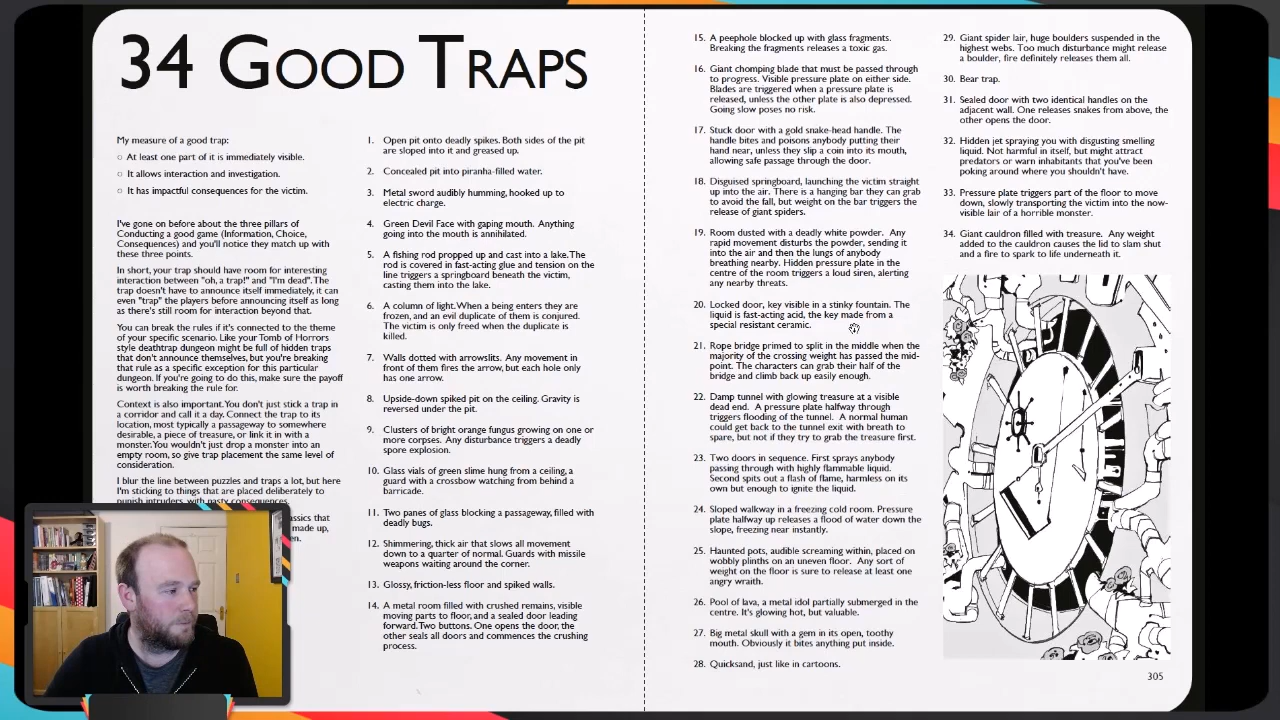 34 GOOD TRAPS
My measure of a good trap:
○ At least one part of it is immediately visible.
○ It allows interaction and investigation.
○ It has impactful consequences for the victim.
I've gone on before about the three pillars of
Conducting a good game (Information, Choice,
Consequences) and you'll notice they match up with
these three points.
In short, your trap should have room for interesting
interaction between "oh, a trap!" and "I'm dead". The
trap doesn't have to announce itself immediately, it can
even "trap" the players before announcing itself as long
as there's still room for interaction beyond that.
You can break the rules if it's connected to the theme
of your specific scenario. Like your Tomb of Horrors
style deathtrap dungeon might be full of hidden traps
that don't announce themselves, but you're breaking
that rule as a specific exception for this particular
dungeon. If you're going to do this, make sure the payoff
is worth breaking the rule for.
Context is also important. You don't just stick a trap in
a corridor and call it a day. Connect the trap to its
location, most typically a passageway to somewhere
desirable, a piece of treasure, or link it in with a
monster. You wouldn't just drop a monster into an
empty room, so give trap placement the same level of
consideration.
I blur the line between puzzles and traps a lot, but here
I'm sticking to things that are placed deliberately to
punish intruders, with nasty consequences.
assics that
made up,
en.
1. Open pit onto deadly spikes. Both sides of the pit
are sloped into it and greased up.
2. Concealed pit into piranha-filled water.
3. Metal sword audibly humming, hooked up to
electric charge.
4. Green Devil Face with gaping mouth. Anything
going into the mouth is annihilated.
5. A fishing rod propped up and cast into a lake. The
rod is covered in fast-acting glue and tension on the
line triggers a springboard beneath the victim,
casting them into the lake.
6. A column of light. When a being enters they are
frozen, and an evil duplicate of them is conjured.
The victim is only freed when the duplicate is
killed.
7. Walls dotted with arrowslits. Any movement in
front of them fires the arrow, but each hole only
has one arrow.
8. Upside-down spiked pit on the ceiling. Gravity is
reversed under the pit.
9. Clusters of bright orange fungus growing on one or
more corpses. Any disturbance triggers a deadly
spore explosion.
10. Glass vials of green slime hung from a ceiling, a
guard with a crossbow watching from behind a
barricade.
11. Two panes of glass blocking a passageway, filled with
deadly bugs.
12. Shimmering, thick air that slows all movement
down to a quarter of normal. Guards with missile
weapons waiting around the corner.
13. Glossy, friction-less floor and spiked walls.
14. A metal room filled with crushed remains, visible
moving parts to floor, and a sealed door leading
forward. Two buttons. One opens the door, the
other seals all doors and commences the crushing
process.
15. A peephole blocked up with glass fragments.
Breaking the fragments releases a toxic gas.
16. Giant chomping blade that must be passed through
to progress. Visible pressure plate on either side.
Blades are triggered when a pressure plate is
released, unless the other plate is also depressed.
Going slow poses no risk.
17. Stuck door with a gold snake-head handle. The
handle bites and poisons anybody putting their
hand near, unless they slip a coin into its mouth,
allowing safe passage through the door.
18. Disguised springboard, launching the victim straight
up into the air. There is a hanging bar they can grab
to avoid the fall, but weight on the bar triggers the
release of giant spiders.
19. Room dusted with a deadly white powder. Any
rapid movement disturbs the powder, sending it
into the air and then the lungs of anybody
breathing nearby. Hidden pressure plate in the
centre of the room triggers a loud siren, alerting
any nearby threats.
20. Locked door, key visible in a stinky fountain. The
liquid is fast-acting acid, the key made from a
special resistant ceramic.
21. Rope bridge primed to split in the middle when the
majority of the crossing weight has passed the mid-
point. The characters can grab their half of the
bridge and climb back up easily enough.
22. Damp tunnel with glowing treasure at a visible
dead end. A pressure plate halfway through
triggers flooding of the tunnel. A normal human
could get back to the tunnel exit with breath to
spare, but not if they try to grab the treasure first.
23. Two doors in sequence. First sprays anybody
passing through with highly flammable liquid.
Second spits out a flash of flame, harmless on its
own but enough to ignite the liquid.
24. Sloped walkway in a freezing cold room. Pressure
plate halfway up releases a flood of water down the
slope, freezing near instantly.
25. Haunted pots, audible screaming within, placed on
wobbly plinths on an uneven floor. Any sort of
weight on the floor is sure to release at least one
angry wraith.
26. Pool of lava, a metal idol partially submerged in the
centre. It's glowing hot, but valuable.
27. Big metal skull with a gem in its open, toothy
mouth. Obviously it bites anything put inside.
28. Quicksand, just like in cartoons.
29. Giant spider lair, huge boulders suspended in the
highest webs. Too much disturbance might release
a boulder, fire definitely releases them all.
30. Bear trap.
31. Sealed door with two identical handles on the
adjacent wall. One releases snakes from above, the
other opens the door.
32. Hidden jet spraying you with disgusting smelling
liquid. Not harmful in itself, but might attract
predators or warn inhabitants that you've been
poking around where you shouldn't have.
33. Pressure plate triggers part of the floor to move
down, slowly transporting the victim into the now-
visible lair of a horrible monster.
34. Giant cauldron filled with treasure. Any weight
added to the cauldron causes the lid to slam shut
and a fire to spark to life underneath it.
305